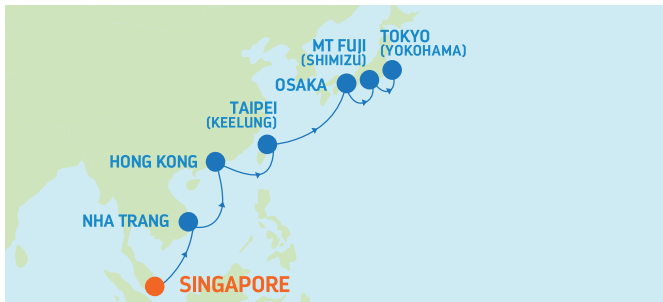 TOKYO
(YOKOHAMA)
MT FUJI
(SHIMIZU)
OSAKA
TAIPEI
(KEELUNG)
HONG KONG
NHA TRANG
SINGAPORE